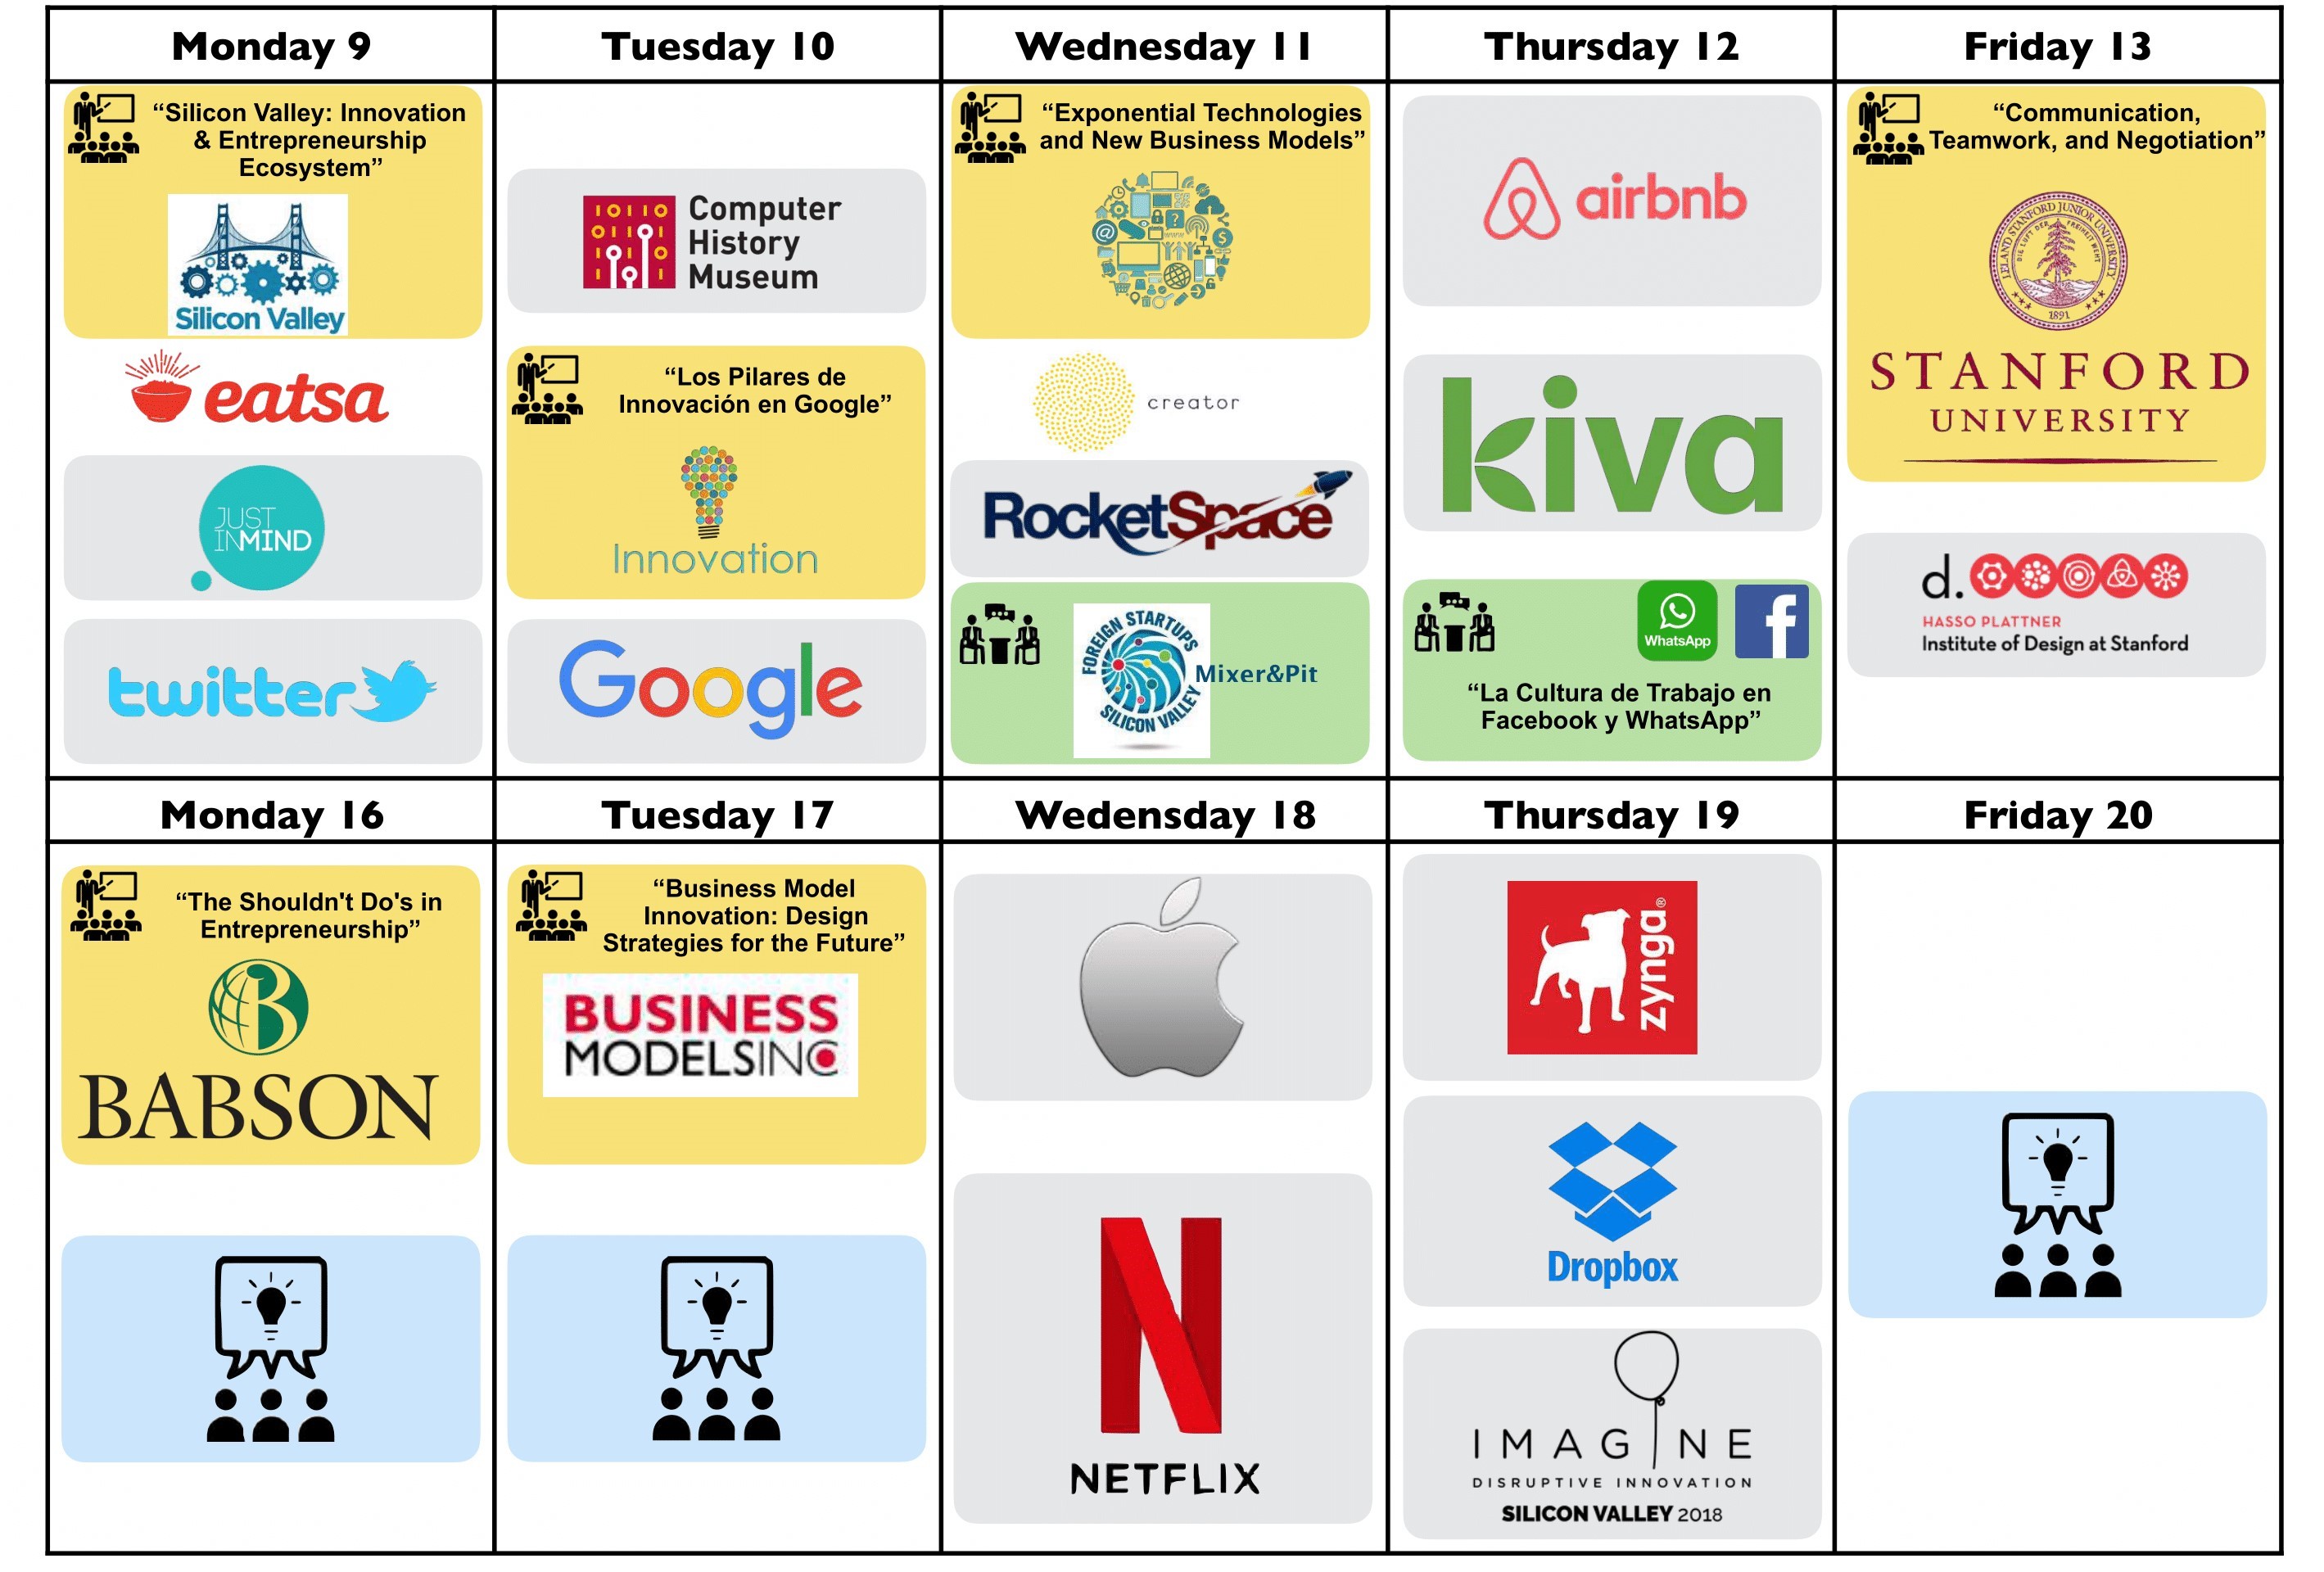 Monday 9
Tuesday 10
Wednesday 11
Thursday 12
Friday 13
“Silicon Valley: Innovation
& Entrepreneurship
Ecosystem”
Silicon Valley
eatsa
JUST
INMIND
twitter
10110
Computer
History
Museum
“Los Pilares de
Innovación en Google”
Innovation
Google
“Exponential Technologies
and New Business Models”
creator
RocketSpace
FOREIGN STARTUPS
SILICON VALLEY
Mixer&Pit
airbnb
kiva
WhatsApp
f
“La Cultura de Trabajo en
Facebook y WhatsApp”
“Communication,
Teamwork, and Negotiation”
LELAND STANFORD JUNIOR UNIVERSITY
1891
STANFORD
UNIVERSITY
d.
HASSO PLATTNER
Institute of Design at Stanford
Monday 16
Tuesday 17
Wedensday 18
Thursday 19
Friday 20
“The Shouldn't Do's in
Entrepreneurship”
B
BABSON
“Business Model
Innovation: Design
Strategies for the Future”
BUSINESS
MODELSINC
N
NETFLIX
zynga®
Dropbox
IMAGINE
DISRUPTIVE INNOVATION
SILICON VALLEY 2018